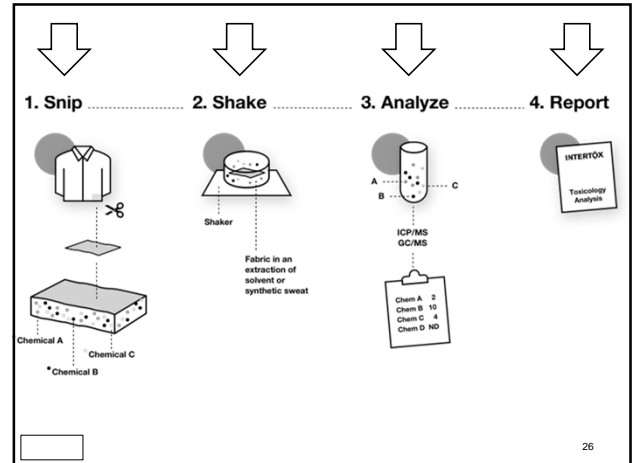 1. Snip
2. Shake
3. Analyze
4. Report
Chemical A
Chemical B
Chemical C
Shaker
Fabric in an
extraction of
solvent or
synthetic sweat
A
B
C
ICP/MS
GC/MS
Chem A 2
Chem B 10
Chem C 4
Chem D ND
INTERTOX
Toxicology
Analysis
26